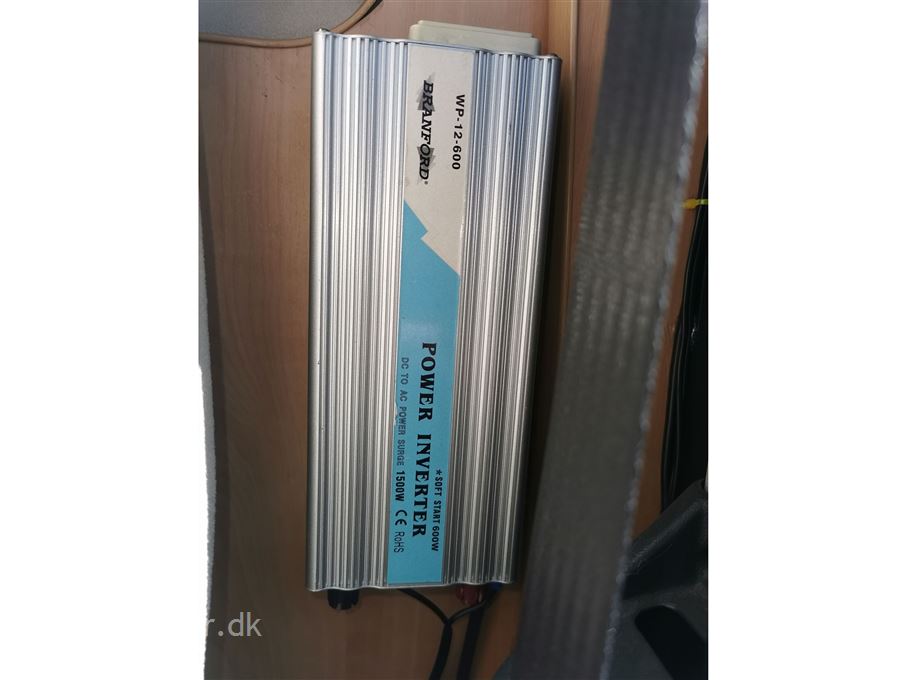 WP-12-600
BRANFORD®
POWER INVERTER
DC TO AC POWER SURGE 1500W CE RoHS
★SOFT START 600W
r.dk